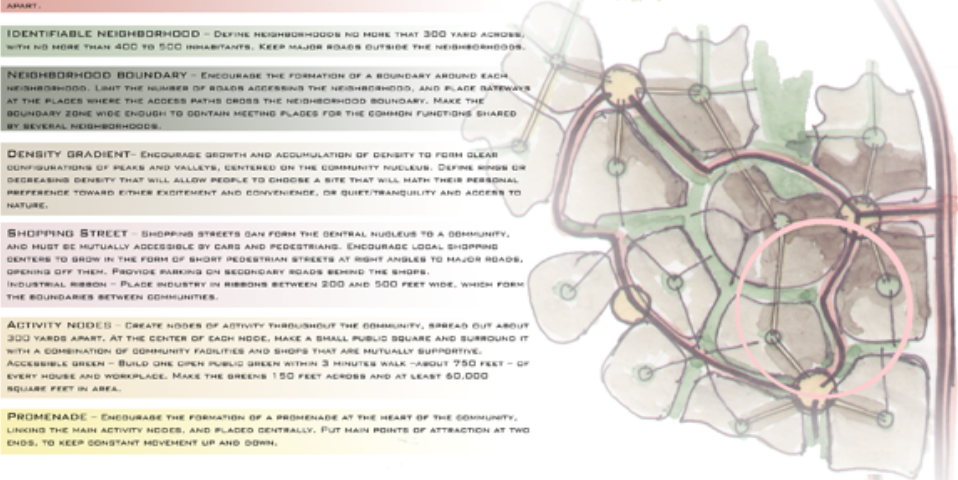 APART.
IDENTIFIABLE NEIGHBORHOOD – DEFINE NEIGHBORHOODS NO MORE THAT 300 YARD ACROSS,
WITH NO MORE THAN 400 TO 500 INHABITANTS. KEEP MAJOR ROADS OUTSIDE THE NEIGHBORHOODS.
NEIGHBORHOOD BOUNDARY – ENCOURAGE THE FORMATION OF A BOUNDARY AROUND EACH
NEIGHBORHOOD. LIMIT THE NUMBER OF ROADS ACCESSING THE NEIGHBORHOOD, AND PLACE GATEWAYS
AT THE PLACES WHERE THE ACCESS PATHS CROSS THE NEIGHBORHOOD BOUNDARY. MAKE THE
BOUNDARY ZONE WIDE ENOUGH TO CONTAIN MEETING PLACES FOR THE COMMON FUNCTIONS SHARED
BY SEVERAL NEIGHBORHOODS.
DENSITY GRADIENT– ENCOURAGE GROWTH AND ACCUMULATION OF DENSITY TO FORM CLEAR
CONFIGURATIONS OF PEAKS AND VALLEYS, CENTERED ON THE COMMUNITY NUCLEUS. DEFINE RINGS OR
DECREASING DENSITY THAT WILL ALLOW PEOPLE TO CHOOSE A SITE THAT WILL MATH THEIR PERSONAL
PREFERENCE TOWARD EITHER EXCITEMENT AND CONVENIENCE, OR QUIET/TRANQUILITY AND ACCESS TO
NATURE.
SHOPPING STREET – SHOPPING STREETS CAN FORM THE CENTRAL NUCLEUS TO A COMMUNITY,
AND MUST BE MUTUALLY ACCESSIBLE BY CARS AND PEDESTRIANS. ENCOURAGE LOCAL SHOPPING
CENTERS TO GROW IN THE FORM OF SHORT PEDESTRIAN STREETS AT RIGHT ANGLES TO MAJOR ROADS,
OPENING OFF THEM. PROVIDE PARKING ON SECONDARY ROADS BEHIND THE SHOPS.
INDUSTRIAL RIBBON – PLACE INDUSTRY IN RIBBONS BETWEEN 200 AND 500 FEET WIDE, WHICH FORM
THE BOUNDARIES BETWEEN COMMUNITIES.
ACTIVITY NODES – CREATE NODES OF ACTIVITY THROUGHOUT THE COMMUNITY, SPREAD OUT ABOUT
300 YARDS APART. AT THE CENTER OF EACH NODE, MAKE A SMALL PUBLIC SQUARE AND SURROUND IT
WITH A COMBINATION OF COMMUNITY FACILITIES AND SHOPS THAT ARE MUTUALLY SUPPORTIVE.
ACCESSIBLE GREEN – BUILD ONE OPEN PUBLIC GREEN WITHIN 3 MINUTES WALK –ABOUT 750 FEET – OF
EVERY HOUSE AND WORKPLACE. MAKE THE GREENS 150 FEET ACROSS AND AT LEAST 60,000
SQUARE FEET IN AREA.
PROMENADE – ENCOURAGE THE FORMATION OF A PROMENADE AT THE HEART OF THE COMMUNITY,
LINKING THE MAIN ACTIVITY NODES, AND PLACED CENTRALLY. PUT MAIN POINTS OF ATTRACTION AT TWO
ENDS, TO KEEP CONSTANT MOVEMENT UP AND DOWN.